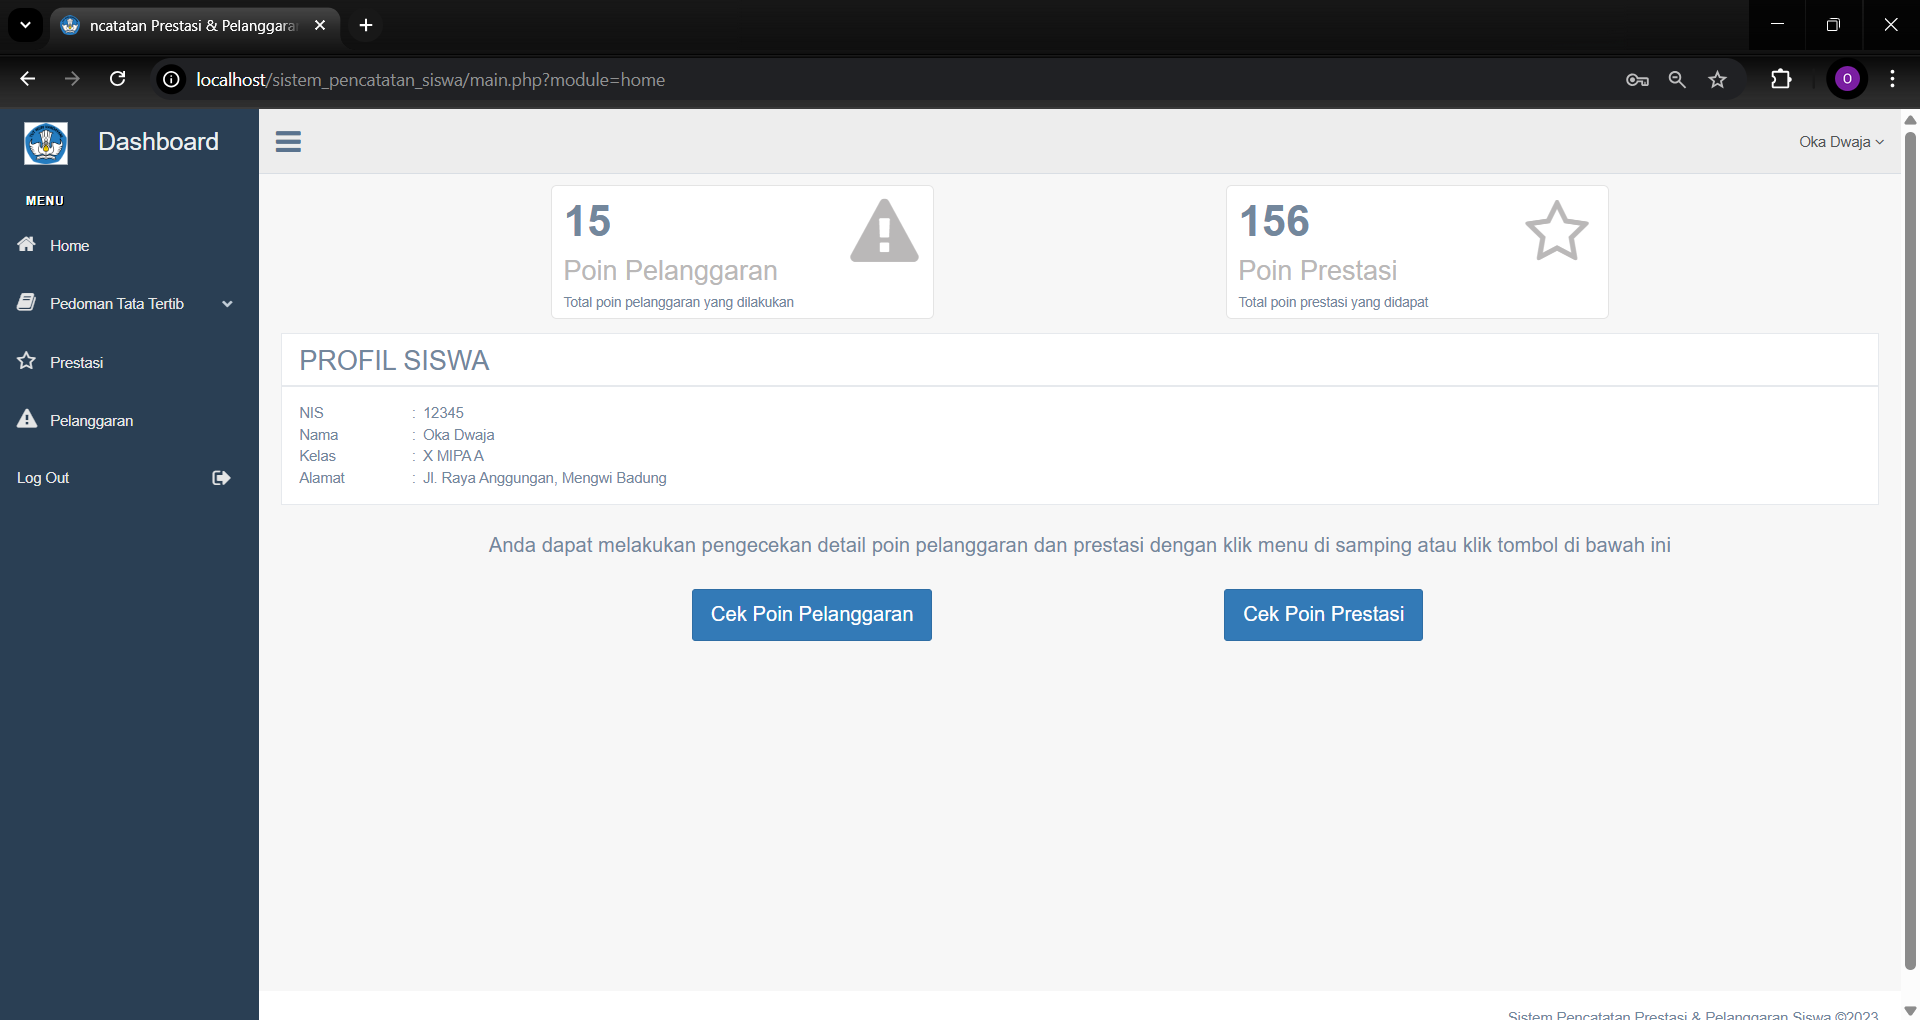 ncatatan Prestasi & Pelanggara
localhost/sistem_pencatatan_siswa/main.php?module=home
O
Dashboard
Oka Dwaja
MENU
Home
Pedoman Tata Tertib
Prestasi
Pelanggaran
Log Out
15
Poin Pelanggaran
Total poin pelanggaran yang dilakukan
156
Poin Prestasi
Total poin prestasi yang didapat
PROFIL SISWA
NIS : 12345
Nama : Oka Dwaja
Kelas : X MIPA A
Alamat : Jl. Raya Anggungan, Mengwi Badung
Anda dapat melakukan pengecekan detail poin pelanggaran dan prestasi dengan klik menu di samping atau klik tombol di bawah ini
Cek Poin Pelanggaran
Cek Poin Prestasi
Sistem Pencatatan Prestasi & Pelanggaran Siswa ©2023